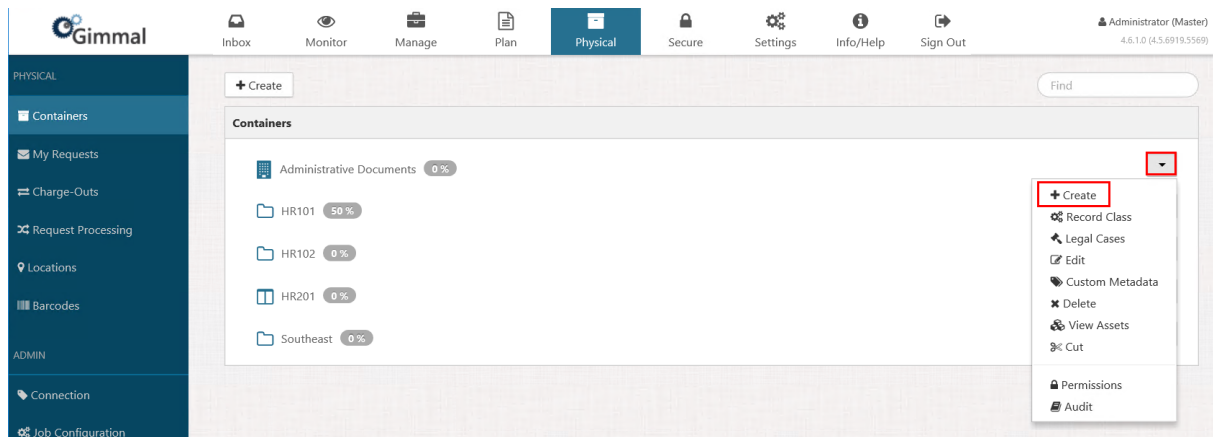 Gimmal
Inbox
Monitor
Manage
Plan
Physical
Secure
Settings
Info/Help
Sign Out
Administrator (Master)
4.6.1.0 (4.5.6919.5569)
PHYSICAL
Containers
My Requests
Charge-Outs
Request Processing
Locations
Barcodes
ADMIN
Connection
Job Configuration
+ Create
Find
Containers
Administrative Documents 0 %
HR101 50 %
HR102 0 %
HR201 0 %
Southeast 0 %
+ Create
Record Class
Legal Cases
Edit
Custom Metadata
Delete
View Assets
Cut
Permissions
Audit